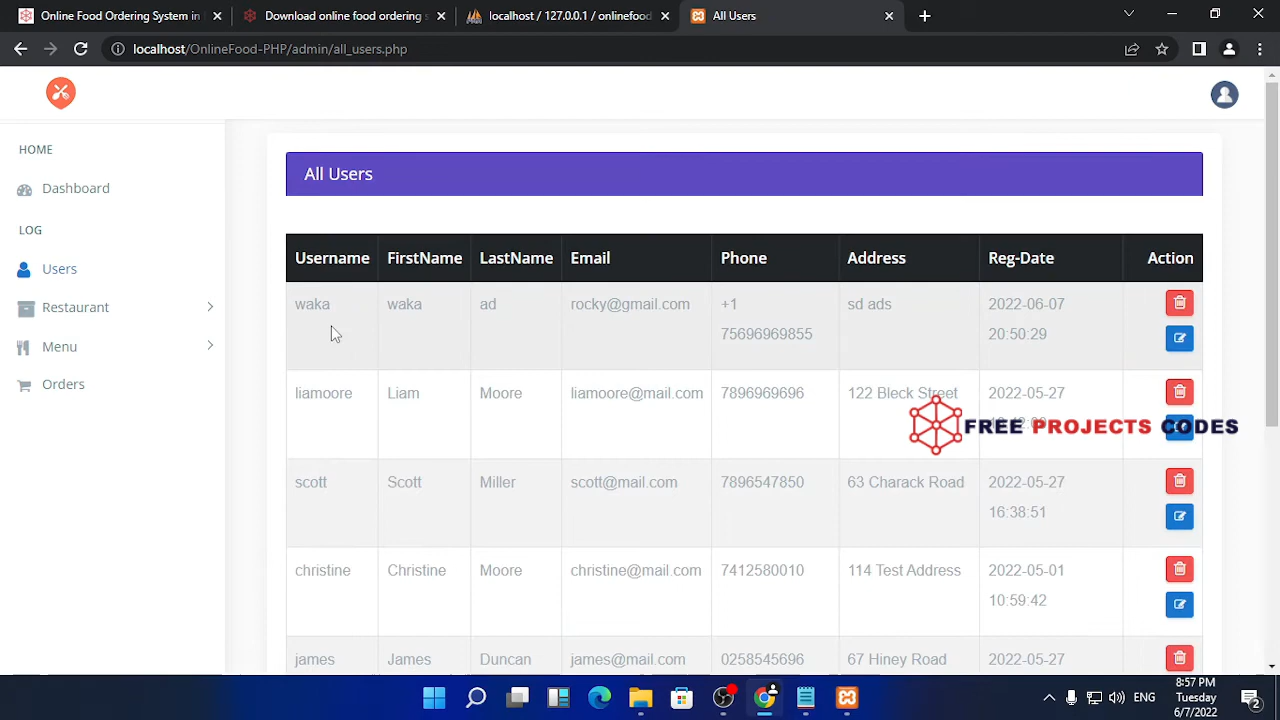 Online Food Ordering System
Download online food ordering s
localhost / 127.0.0.1 / onlinefood
All Users
localhost/OnlineFood-PHP/admin/all_users.php
HOME
Dashboard
LOG
Users
Restaurant
Menu
Orders
All Users
Username FirstName LastName Email Phone Address Reg-Date Action
waka waka ad rocky@gmail.com +1 sd ads 2022-06-07
75696969855 20:50:29
liamoore Liam Moore liamoore@mail.com 7896969696 122 Bleck Street 2022-05-27
FREE PROJECTS CODES
scott Scott Miller scott@mail.com 7896547850 63 Charack Road 2022-05-27
16:38:51
christine Christine Moore christine@mail.com 7412580010 114 Test Address 2022-05-01
10:59:42
james James Duncan james@mail.com 0258545696 67 Hiney Road 2022-05-27
ENG
8:57 PM
Tuesday
6/7/2022
2